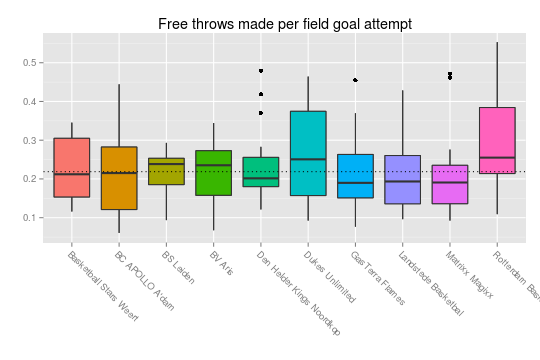 Free throws made per field goal attempt
0.5
0.4
0.3
0.2
0.1
Basketball Stars Weert
BC APOLLO A'dam
BS Leiden
BV Aris
Den Helder Kings Noordkop
Dukes Unlimited
GasTerra Flames
Landstede Basketbal
Matrixx Magixx
Rotterdam Bas